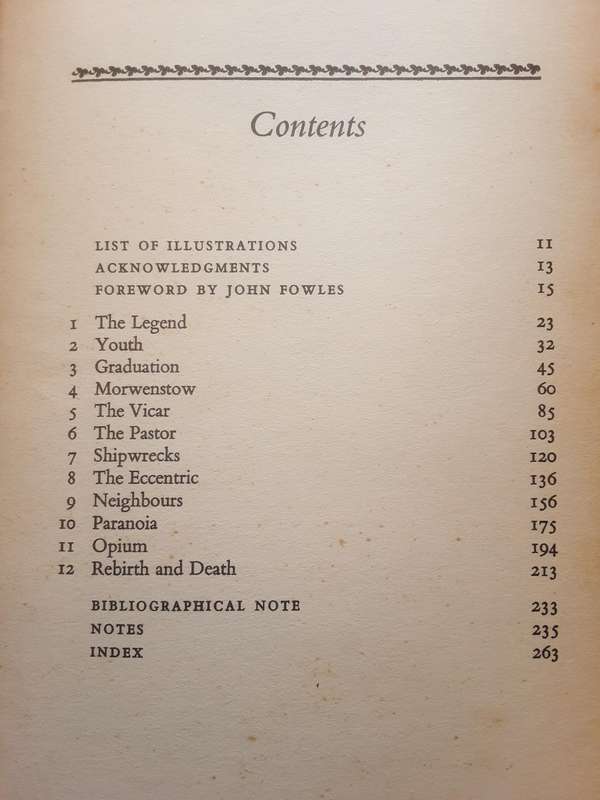 Contents
LIST OF ILLUSTRATIONS 11
ACKNOWLEDGMENTS 13
FOREWORD BY JOHN FOWLES 15
1 The Legend 23
2 Youth 32
3 Graduation 45
4 Morwenstow 60
5 The Vicar 85
6 The Pastor 103
7 Shipwrecks 120
8 The Eccentric 136
9 Neighbours 156
10 Paranoia 175
11 Opium 194
12 Rebirth and Death 213
BIBLIOGRAPHICAL NOTE 233
NOTES 235
INDEX 263